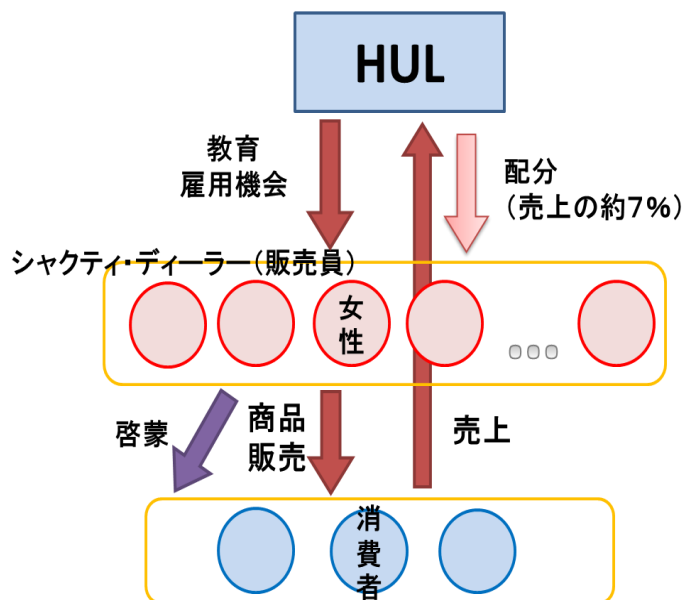 HUL
教育
雇用機会
配分
（売上の約7%）
シャクティ・ディーラー（販売員）
女
性
啓蒙
商品
販売
売上
消
費
者